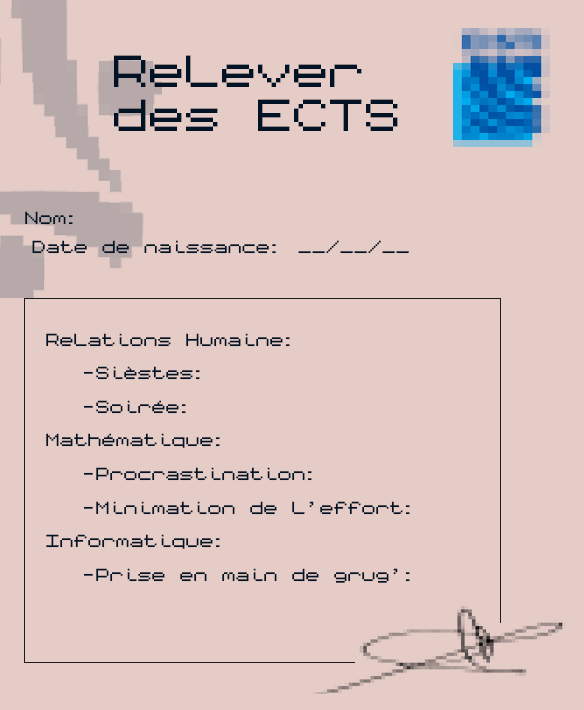 ReLever
des ECTS
Nom:
Date de naissance: __/__/__
ReLations Humaine:
-Sièstes:
-Soirée:
Mathématique:
-Procrastination:
-Minimation de L'effort:
Informatique:
-Prise en main de grug':